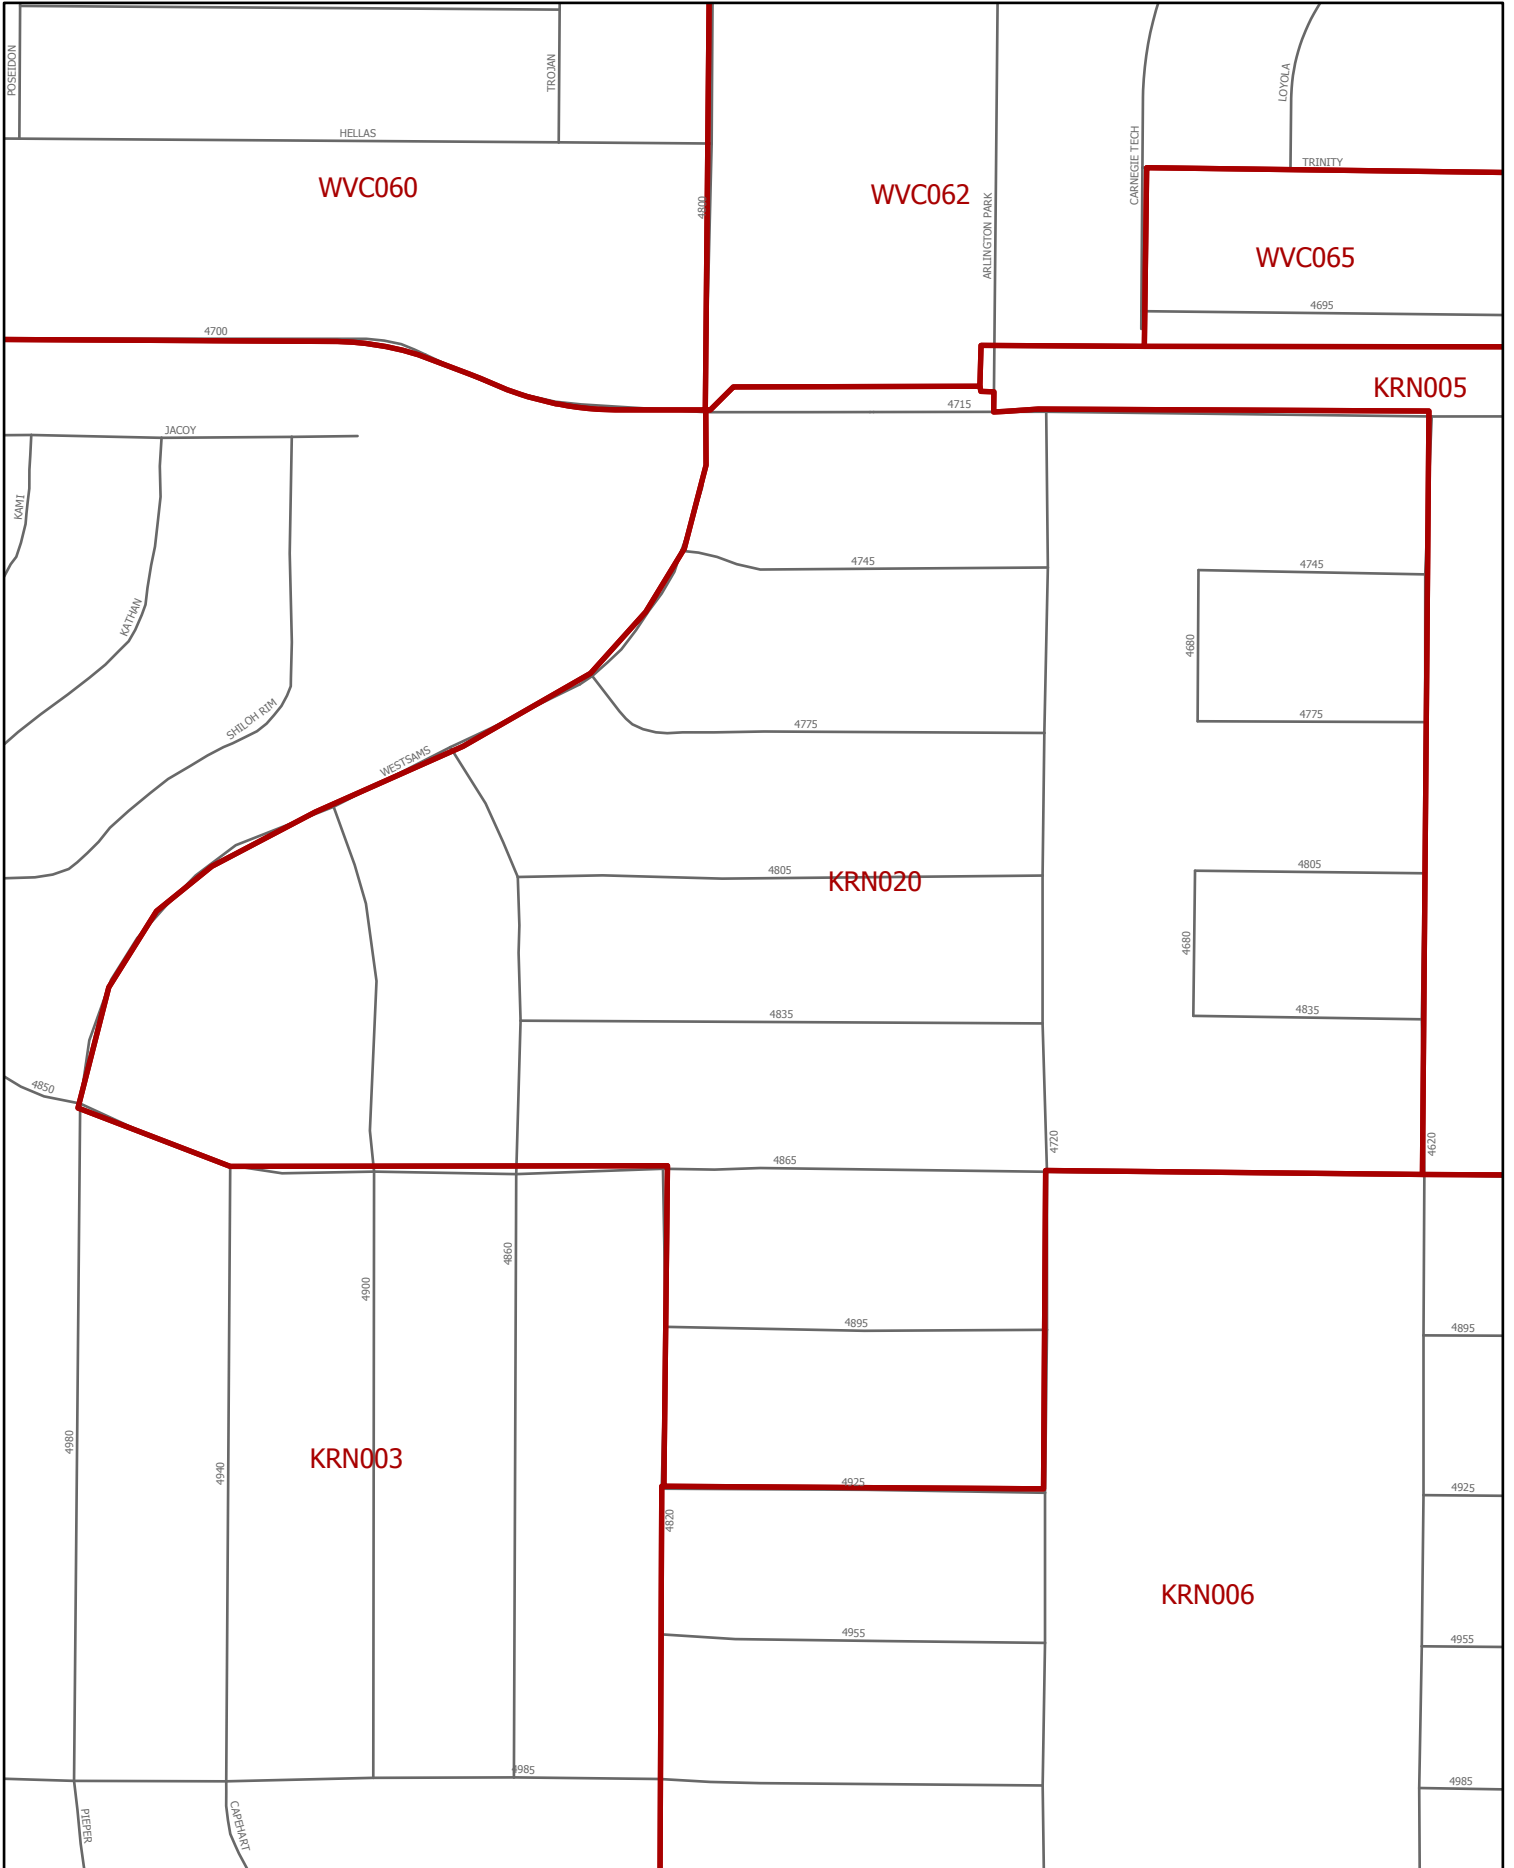 POSEIDON
TROJAN
LOYOLA
HELLAS
CARNEGIE TECH
TRINITY
WVC060
WVC062
4800
ARLINGTON PARK
WVC065
4695
4700
KRN005
4715
JACOY
KAMI
4745
4745
KATHAN
4680
4775
4775
SHILOH RIM
WESTSAMS
4805
4805
KRN020
4680
4835
4835
4850
4720
4620
4865
4860
4900
4895
4895
4980
4940
KRN003
4925
4925
4820
KRN006
4955
4955
4985
4985
PIEPER
CAPEHART